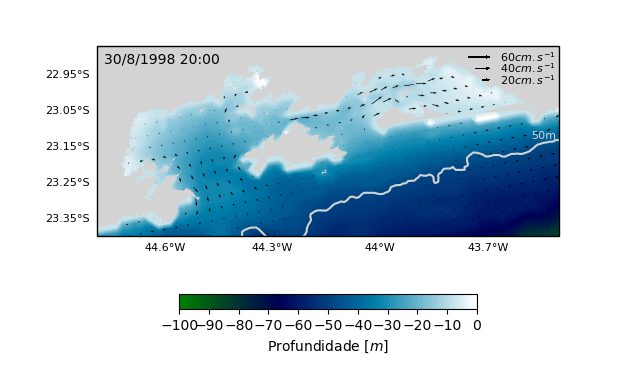 30/8/1998 20:00
60cm.s⁻¹
40cm.s⁻¹
20cm.s⁻¹
22.95°S
23.05°S
23.15°S
23.25°S
23.35°S
50m
44.6°W 44.3°W 44°W 43.7°W
−100 −90 −80 −70 −60 −50 −40 −30 −20 −10 0
Profundidade [m]